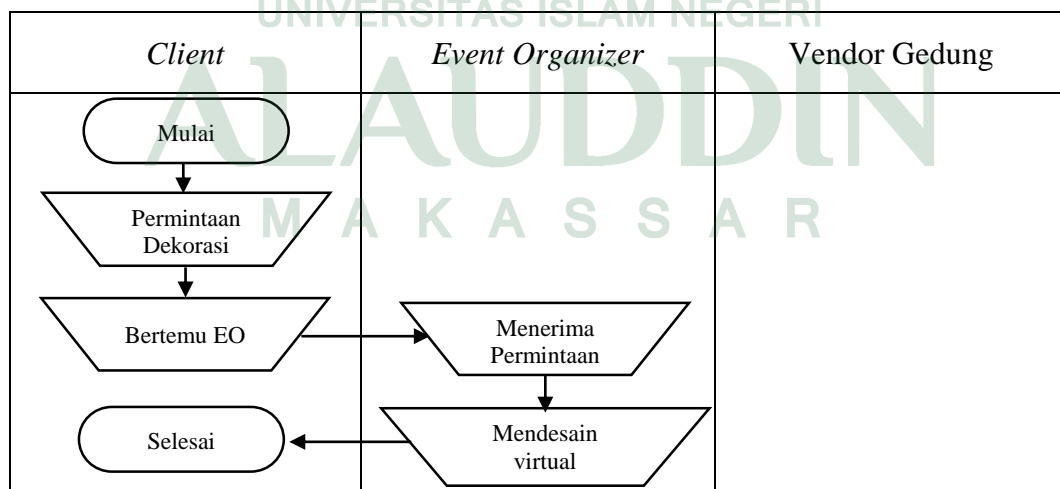 UNIVERSITAS ISLAM NEGERI
Client Event Organizer Vendor Gedung
ALAUDDIN
Mulai
MAKASSAR
Permintaan
Dekorasi
Bertemu EO
Menerima
Permintaan
Selesai
Mendesain
virtual